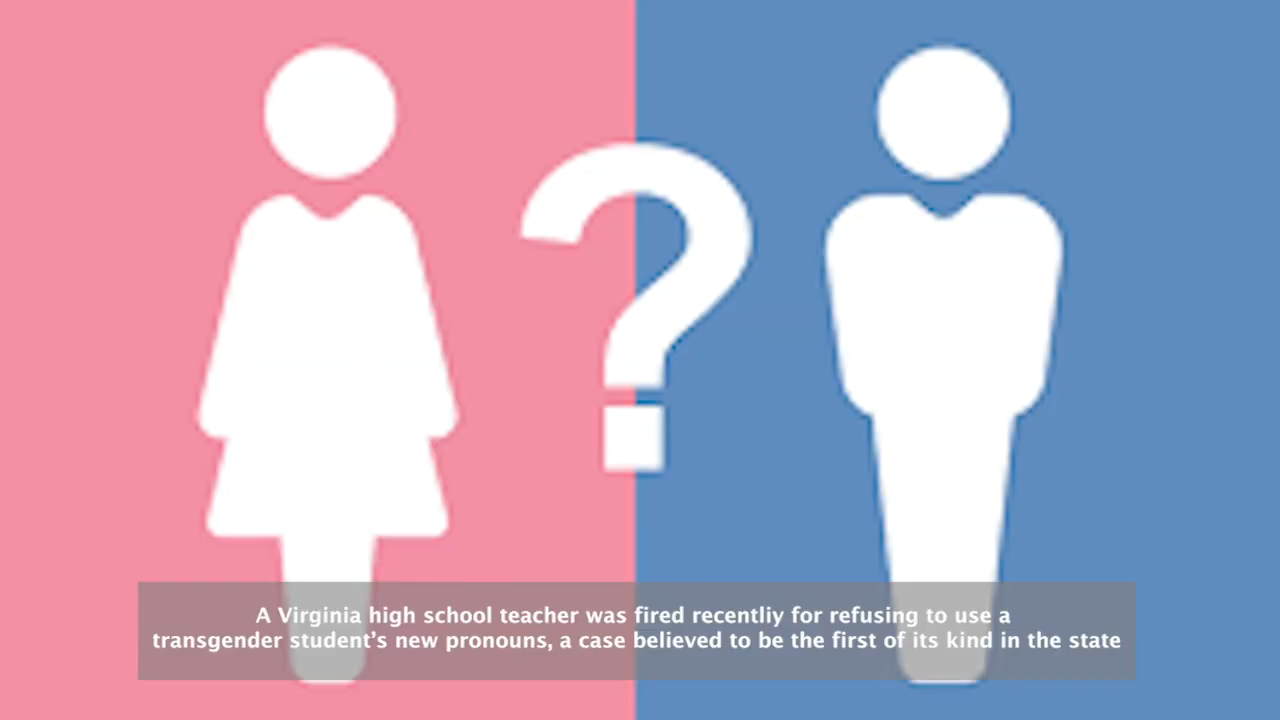 ?
A Virginia high school teacher was fired recentliy for refusing to use a
transgender student’s new pronouns, a case believed to be the first of its kind in the state